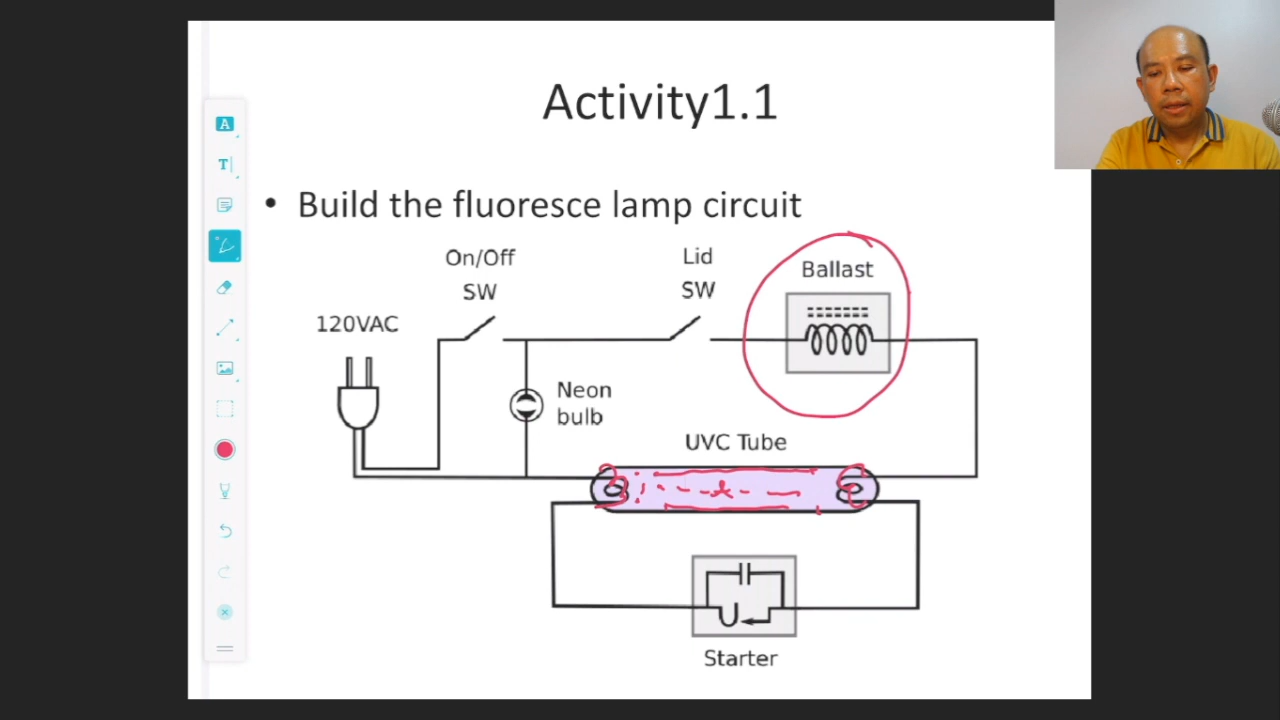 Activity1.1
• Build the fluoresce lamp circuit
On/Off
SW
Lid
SW
Ballast
120VAC
Neon
bulb
UVC Tube
Starter
A
T